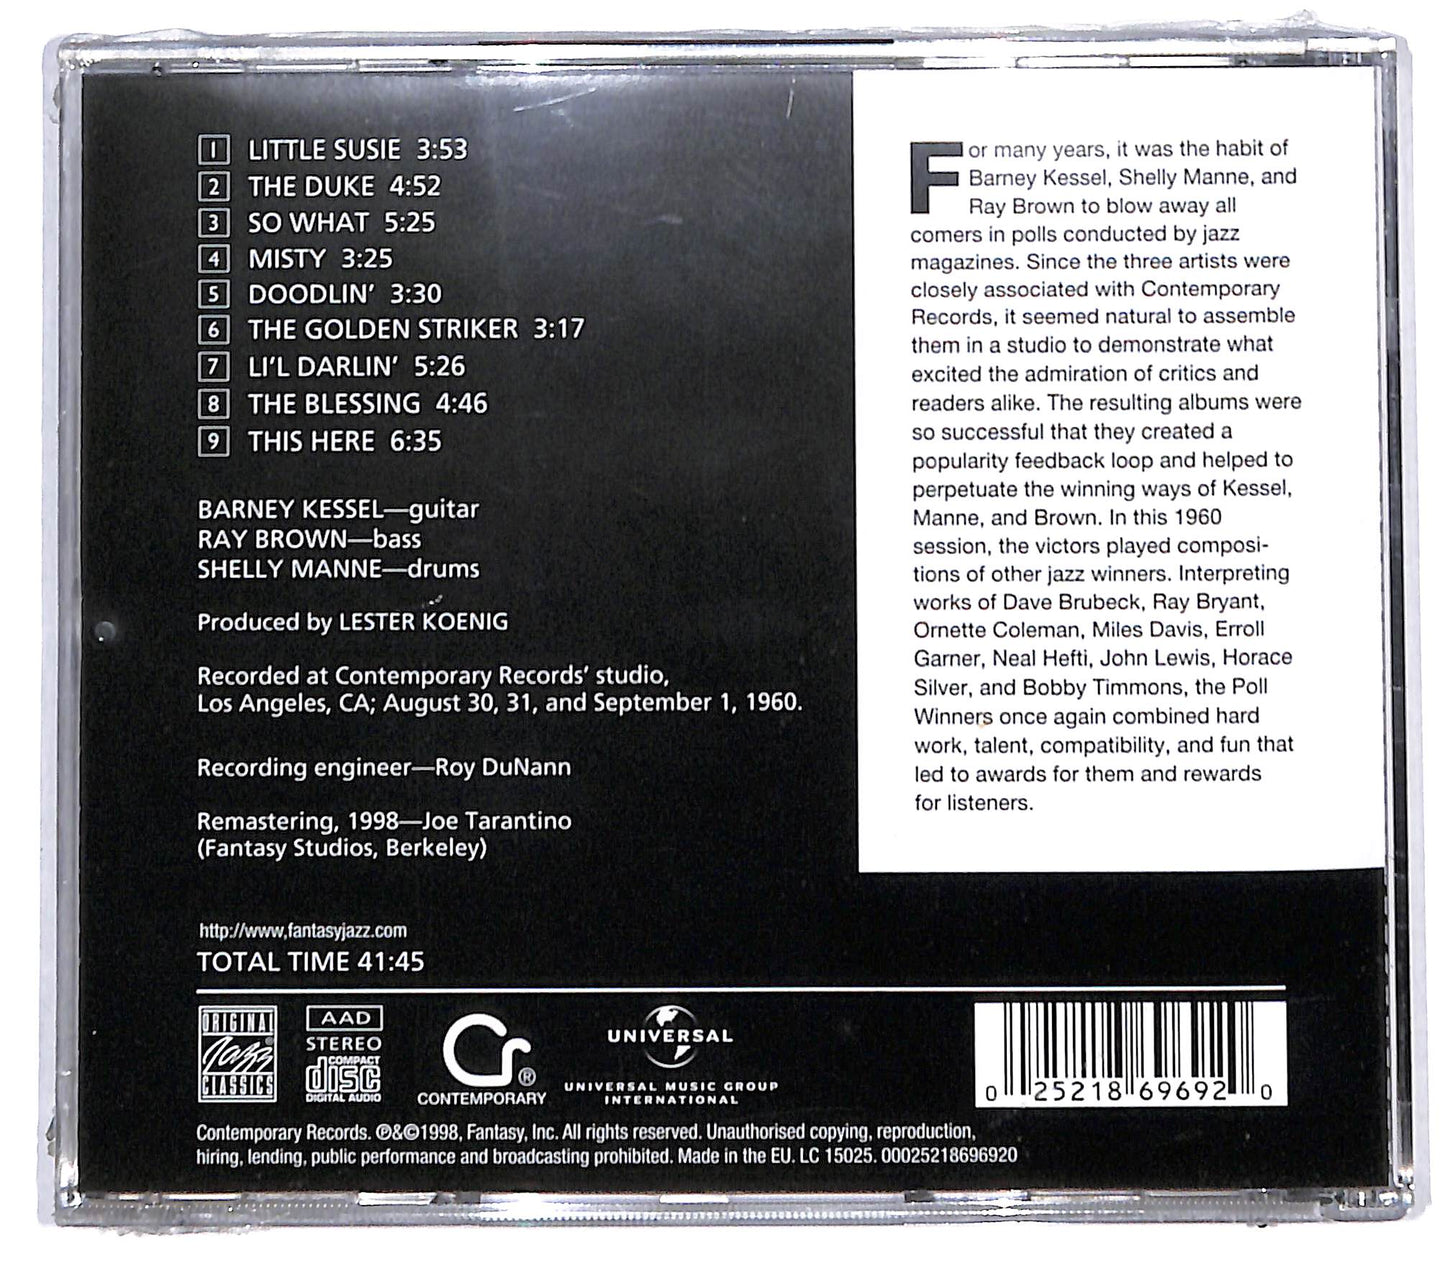 1 LITTLE SUSIE 3:53
2 THE DUKE 4:52
3 SO WHAT 5:25
4 MISTY 3:25
5 DOODLIN' 3:30
6 THE GOLDEN STRIKER 3:17
7 LI'L DARLIN' 5:26
8 THE BLESSING 4:46
9 THIS HERE 6:35
BARNEY KESSEL—guitar
RAY BROWN—bass
SHELLY MANNE—drums
Produced by LESTER KOENIG
Recorded at Contemporary Records' studio,
Los Angeles, CA; August 30, 31, and September 1, 1960.
Recording engineer—Roy DuNann
Remastering, 1998—Joe Tarantino
(Fantasy Studios, Berkeley)
http://www,fantasyjazz.com
TOTAL TIME 41:45
For many years, it was the habit of
Barney Kessel, Shelly Manne, and
Ray Brown to blow away all
comers in polls conducted by jazz
magazines. Since the three artists were
closely associated with Contemporary
Records, it seemed natural to assemble
them in a studio to demonstrate what
excited the admiration of critics and
readers alike. The resulting albums were
so successful that they created a
popularity feedback loop and helped to
perpetuate the winning ways of Kessel,
Manne, and Brown. In this 1960
session, the victors played composi-
tions of other jazz winners. Interpreting
works of Dave Brubeck, Ray Bryant,
Ornette Coleman, Miles Davis, Erroll
Garner, Neal Hefti, John Lewis, Horace
Silver, and Bobby Timmons, the Poll
Winners once again combined hard
work, talent, compatibility, and fun that
led to awards for them and rewards
for listeners.
ORIGINAL
Jazz
CLASSICS
AAD
STEREO
COMPACT
disc
DIGITAL AUDIO
Cr®
CONTEMPORARY
UNIVERSAL
UNIVERSAL MUSIC GROUP
INTERNATIONAL
0 25218 69692 0
Contemporary Records. ℗&©1998, Fantasy, Inc. All rights reserved. Unauthorised copying, reproduction,
hiring, lending, public performance and broadcasting prohibited. Made in the EU. LC 15025. 00025218696920